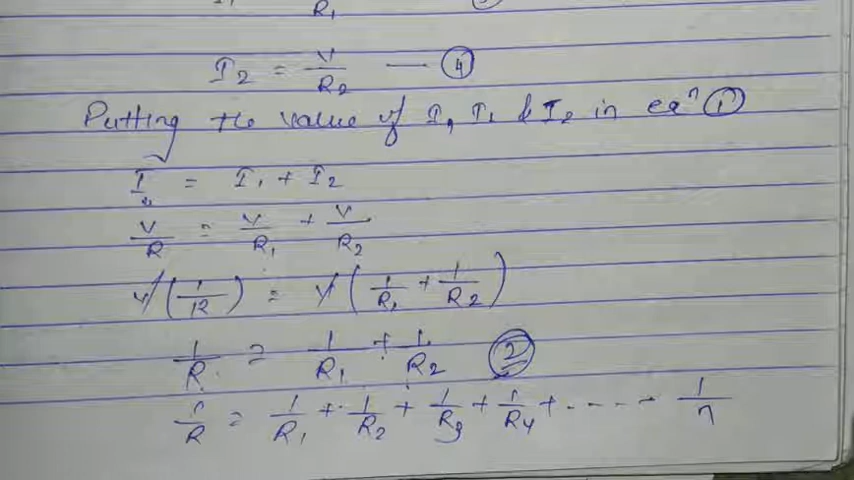 R₁
I₂ = V/R₂ — ④
Putting the value of I, I₁ & I₂ in eqⁿ ①
I = I₁ + I₂
V/R = V/R₁ + V/R₂
V(1/R) = V(1/R₁ + 1/R₂)
1/R = 1/R₁ + 1/R₂ ②
1/R = 1/R₁ + 1/R₂ + 1/R₃ + 1/R₄ + - - - - 1/n